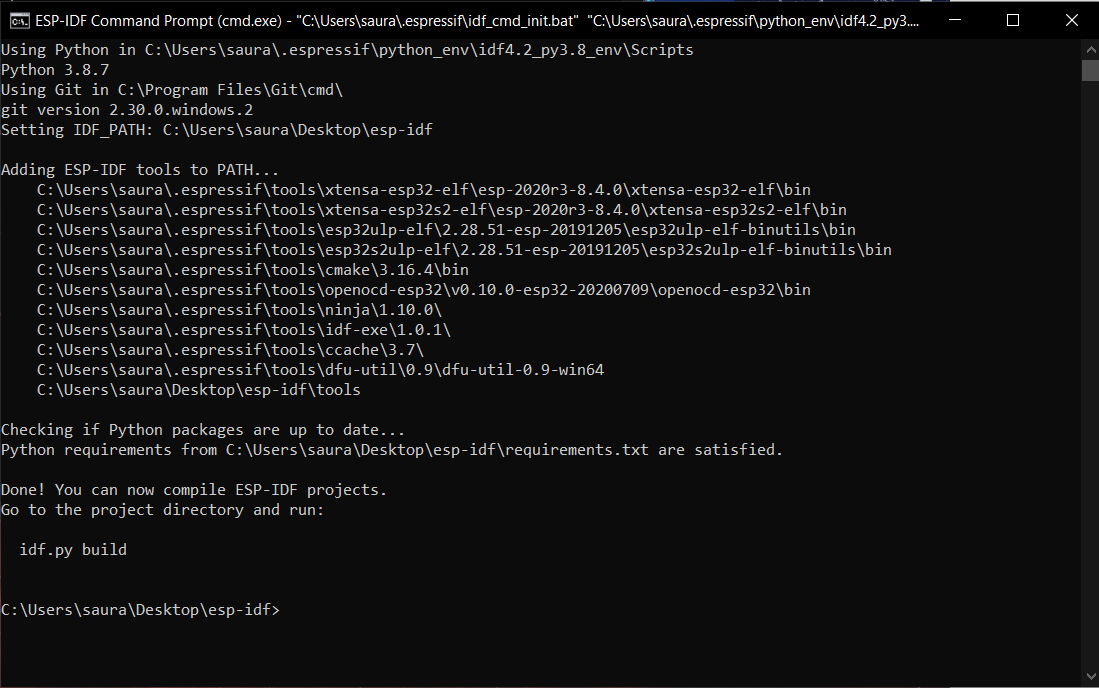 ESP-IDF Command Prompt (cmd.exe) - "C:\Users\saura\.espressif\idf_cmd_init.bat" "C:\Users\saura\.espressif\python_env\idf4.2_py3....
Using Python in C:\Users\saura\.espressif\python_env\idf4.2_py3.8_env\Scripts
Python 3.8.7
Using Git in C:\Program Files\Git\cmd\
git version 2.30.0.windows.2
Setting IDF_PATH: C:\Users\saura\Desktop\esp-idf
Adding ESP-IDF tools to PATH...
C:\Users\saura\.espressif\tools\xtensa-esp32-elf\esp-2020r3-8.4.0\xtensa-esp32-elf\bin
C:\Users\saura\.espressif\tools\xtensa-esp32s2-elf\esp-2020r3-8.4.0\xtensa-esp32s2-elf\bin
C:\Users\saura\.espressif\tools\esp32ulp-elf\2.28.51-esp-20191205\esp32ulp-elf-binutils\bin
C:\Users\saura\.espressif\tools\esp32s2ulp-elf\2.28.51-esp-20191205\esp32s2ulp-elf-binutils\bin
C:\Users\saura\.espressif\tools\cmake\3.16.4\bin
C:\Users\saura\.espressif\tools\openocd-esp32\v0.10.0-esp32-20200709\openocd-esp32\bin
C:\Users\saura\.espressif\tools\ninja\1.10.0\
C:\Users\saura\.espressif\tools\idf-exe\1.0.1\
C:\Users\saura\.espressif\tools\ccache\3.7\
C:\Users\saura\.espressif\tools\dfu-util\0.9\dfu-util-0.9-win64
C:\Users\saura\Desktop\esp-idf\tools
Checking if Python packages are up to date...
Python requirements from C:\Users\saura\Desktop\esp-idf\requirements.txt are satisfied.
Done! You can now compile ESP-IDF projects.
Go to the project directory and run:
idf.py build
C:\Users\saura\Desktop\esp-idf>